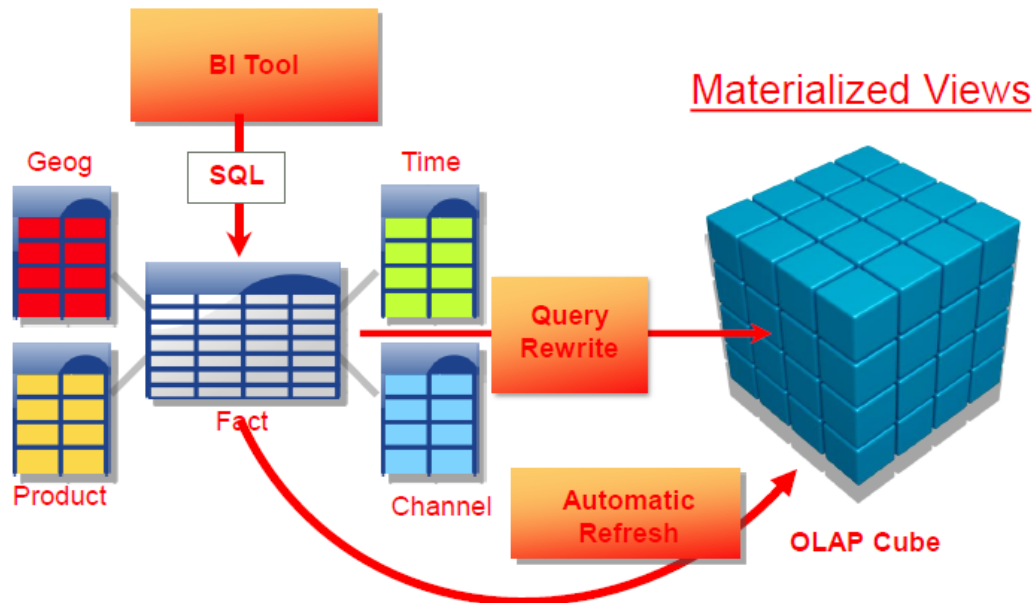 BI Tool
Materialized Views
Geog
SQL
Time
Query
Rewrite
Fact
Product
Channel
Automatic
Refresh
OLAP Cube